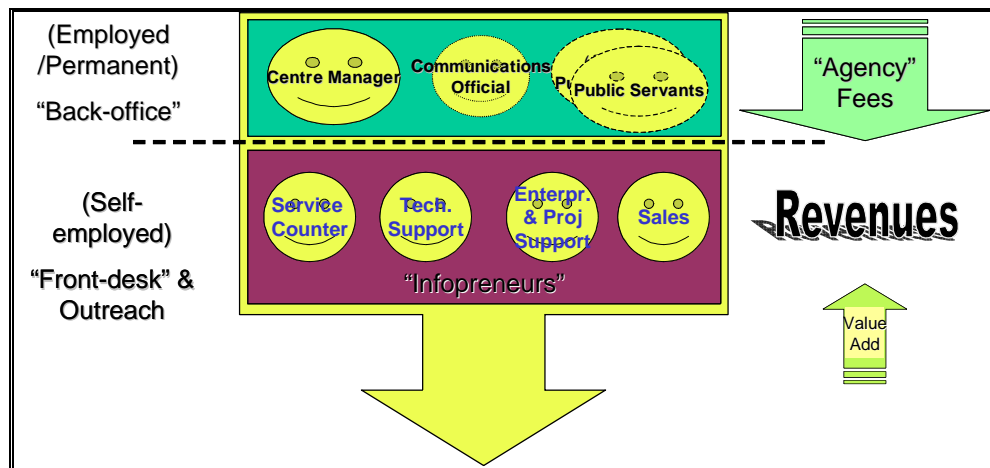 (Employed
/Permanent)
“Back-office”
Centre Manager
Communications
Official
Public Servants
“Agency”
Fees
(Self-
employed)
“Front-desk” &
Outreach
Service
Counter
Tech.
Support
Enterpr.
& Proj
Support
Sales
“Infopreneurs”
Revenues
Value
Add